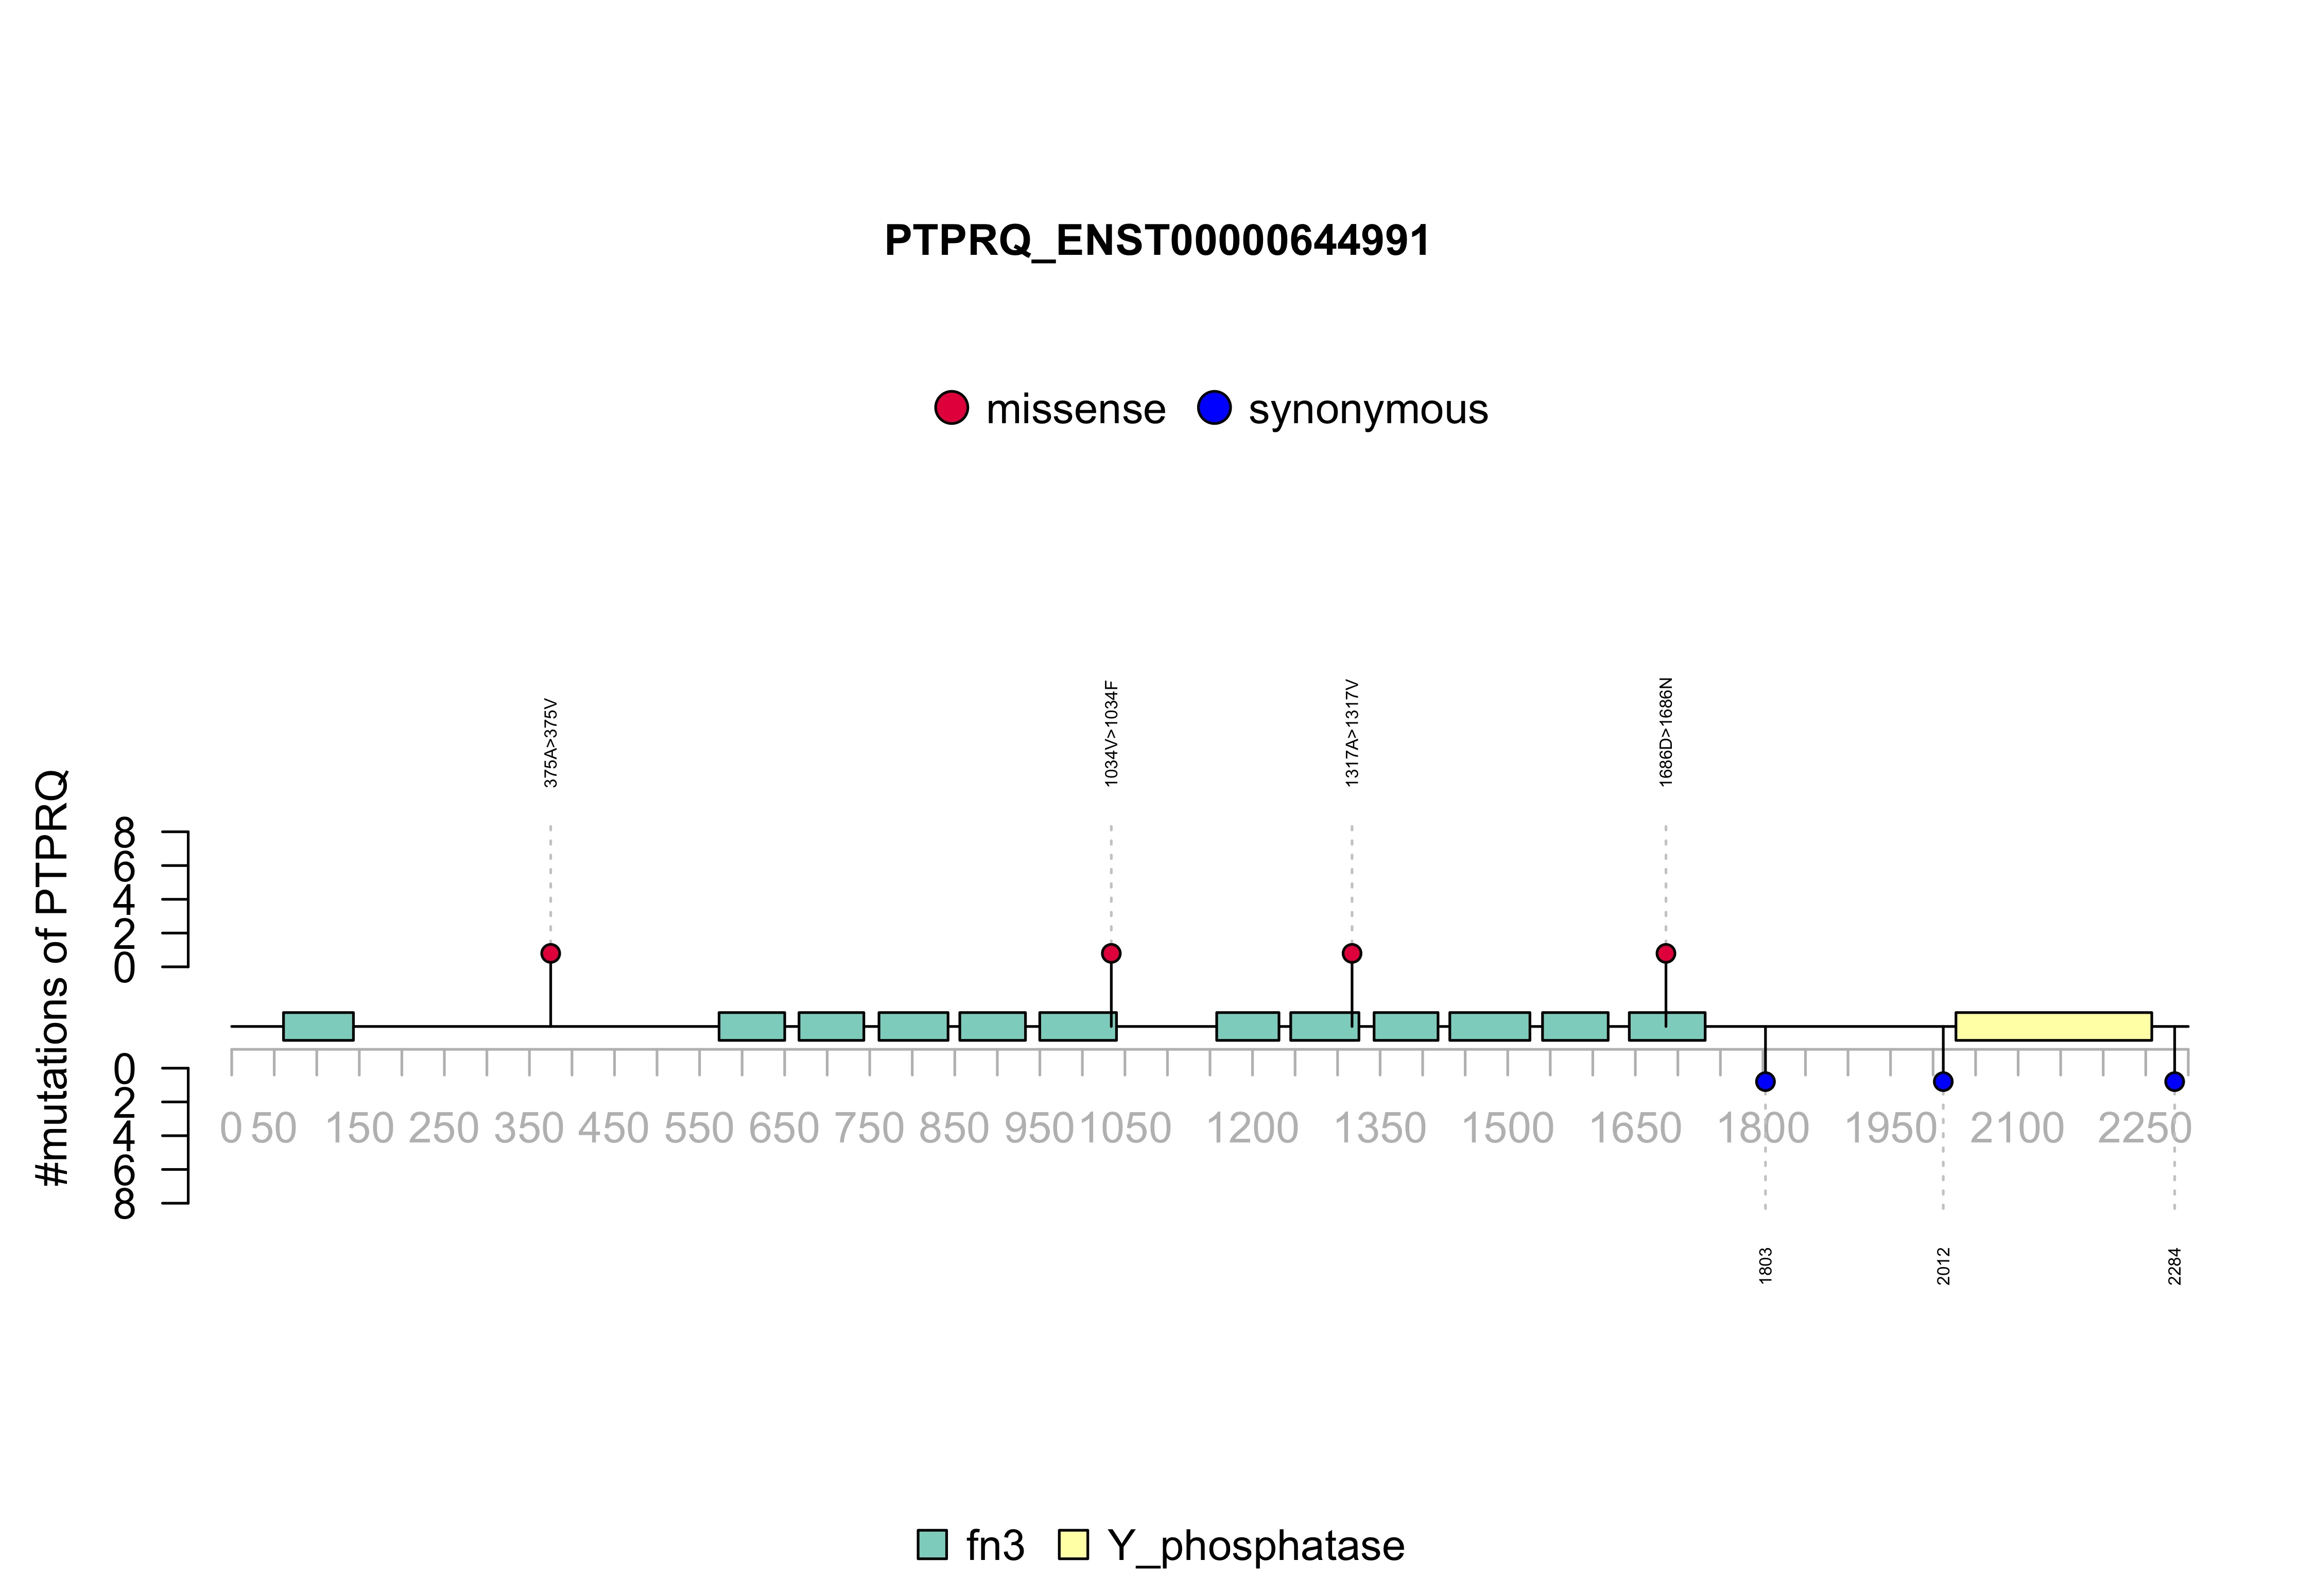 PTPRQ_ENST00000644991
missense synonymous
375A>375V
1034V>1034F
1317A>1317V
1686D>1686N
#mutations of PTPRQ
8
6
4
2
0
0
2
4
6
8
0 50 150 250 350 450 550 650 750 850 950 1050 1200 1350 1500 1650 1800 1950 2100 2250
1803
2012
2284
fn3 Y_phosphatase